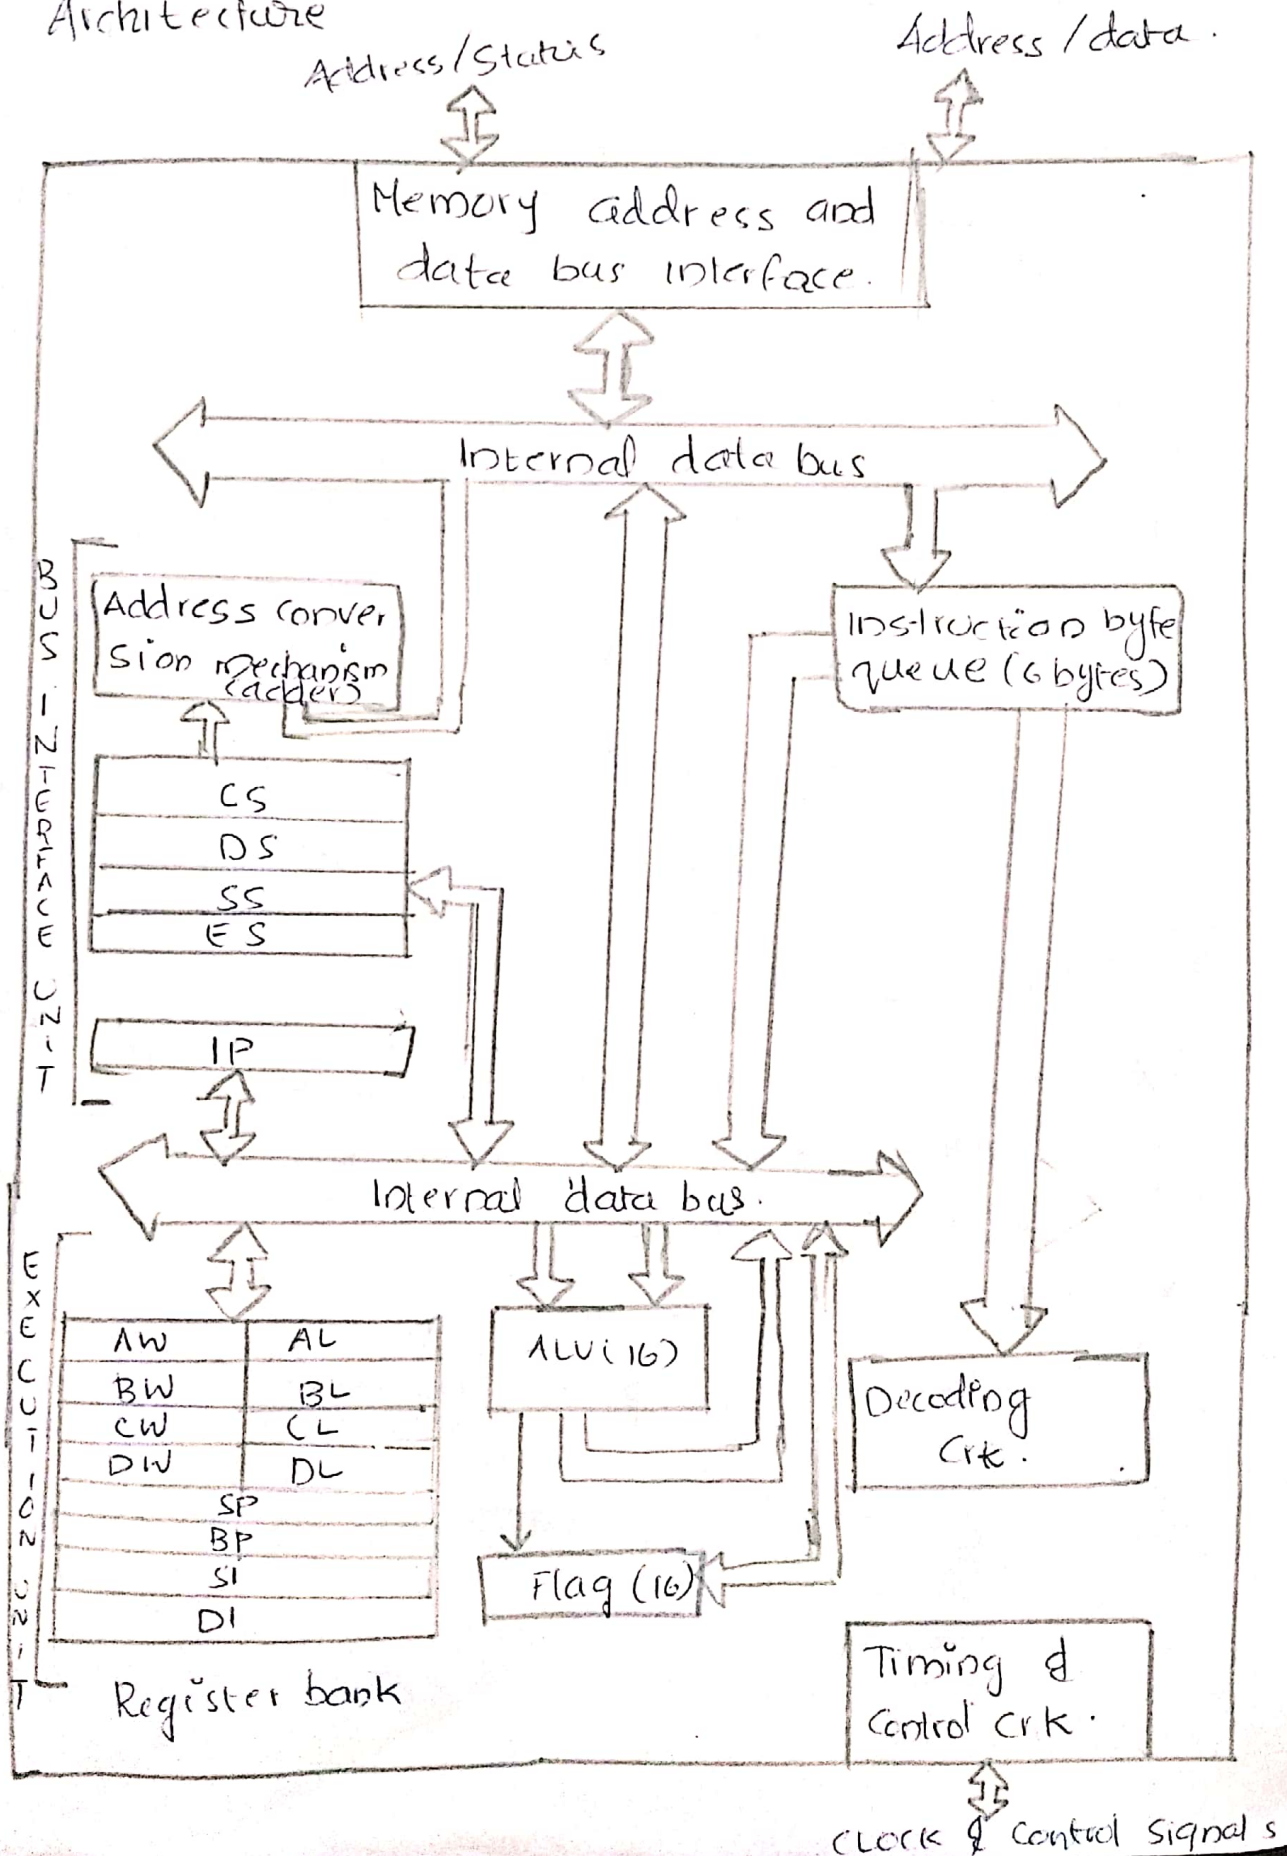 Architecture
Address/Status
Address/data.
Memory address and
data bus interface.
Internal data bus
BUS INTERFACE UNIT
Address conver
sion mechanism
(adder)
Instruction byte
queue (6 bytes)
CS
DS
SS
ES
IP
Internal data bus.
EXECUTION UNIT
AW AL
BW BL
CW CL
DW DL
SP
BP
SI
DI
Register bank
ALU(16)
Flag (16)
Decoding
Crk.
Timing &
Control Crk.
CLOCK & Control Signals